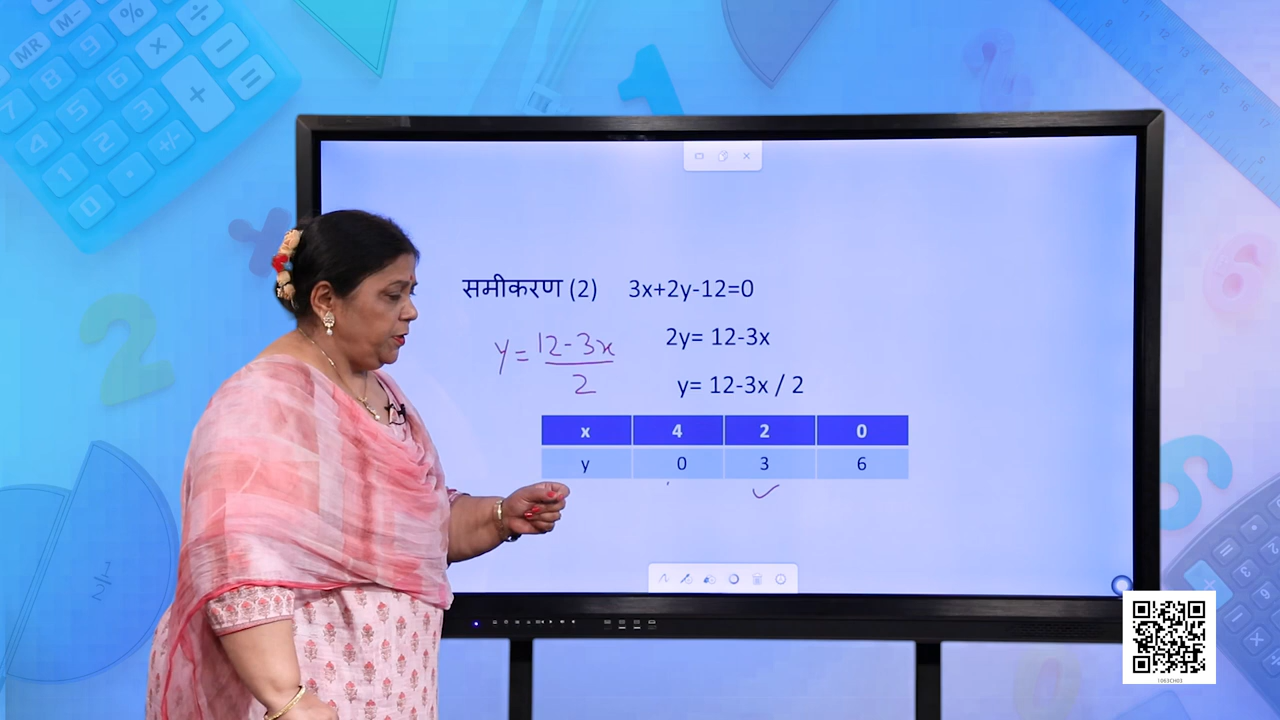 समीकरण (2) 3x+2y-12=0
2y= 12-3x
y= 12-3x / 2
y = 12-3x
2
x 4 2 0
y 0 3 6
1063CH03